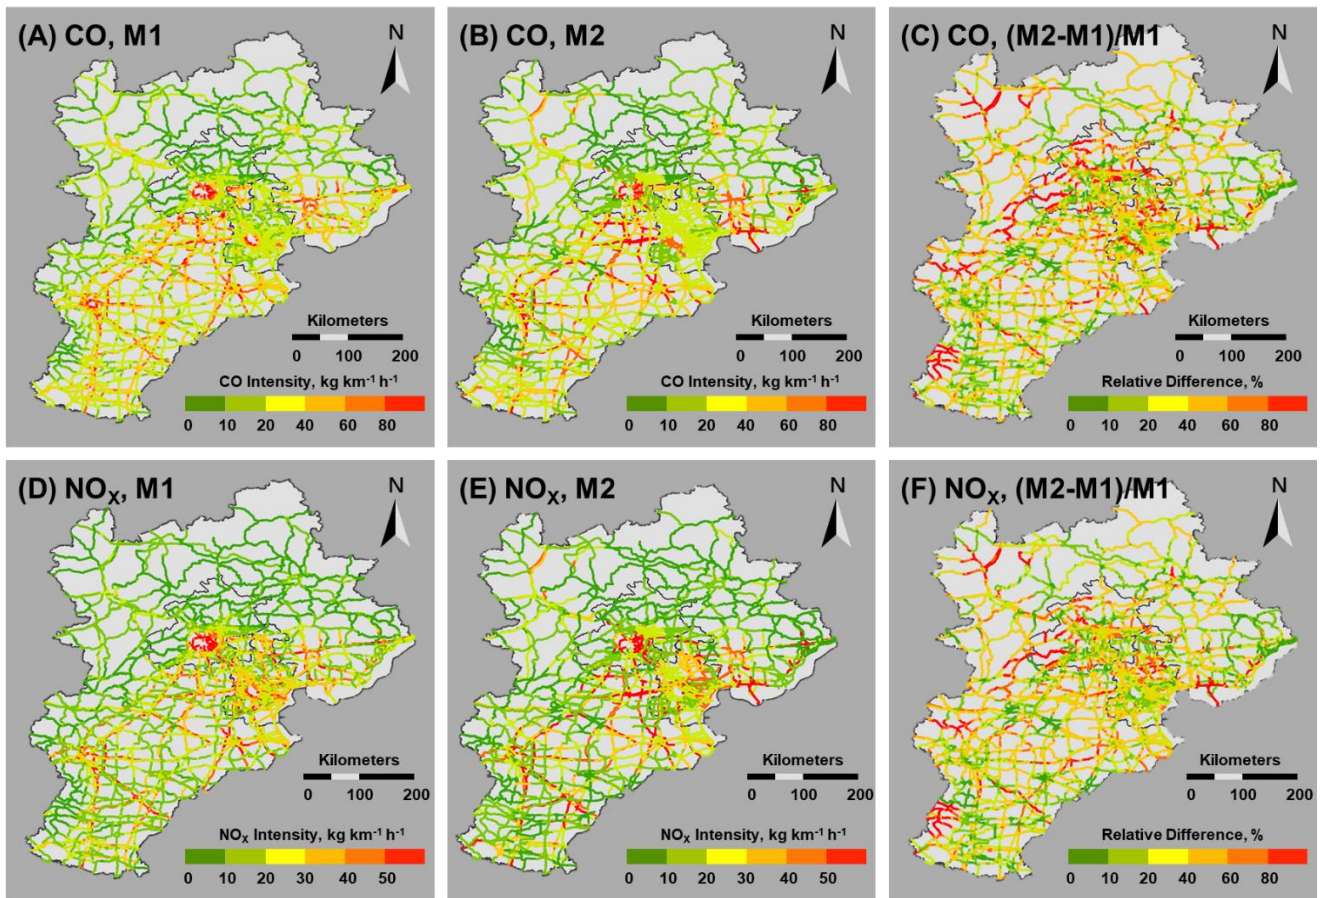 (A) CO, M1
N
Kilometers
0 100 200
CO Intensity, kg km⁻¹ h⁻¹
0 10 20 40 60 80
(B) CO, M2
N
Kilometers
0 100 200
CO Intensity, kg km⁻¹ h⁻¹
0 10 20 40 60 80
(C) CO, (M2-M1)/M1
N
Kilometers
0 100 200
Relative Difference, %
0 10 20 40 60 80
(D) NOₓ, M1
N
Kilometers
0 100 200
NOₓ Intensity, kg km⁻¹ h⁻¹
0 10 20 30 40 50
(E) NOₓ, M2
N
Kilometers
0 100 200
NOₓ Intensity, kg km⁻¹ h⁻¹
0 10 20 30 40 50
(F) NOₓ, (M2-M1)/M1
N
Kilometers
0 100 200
Relative Difference, %
0 10 20 40 60 80